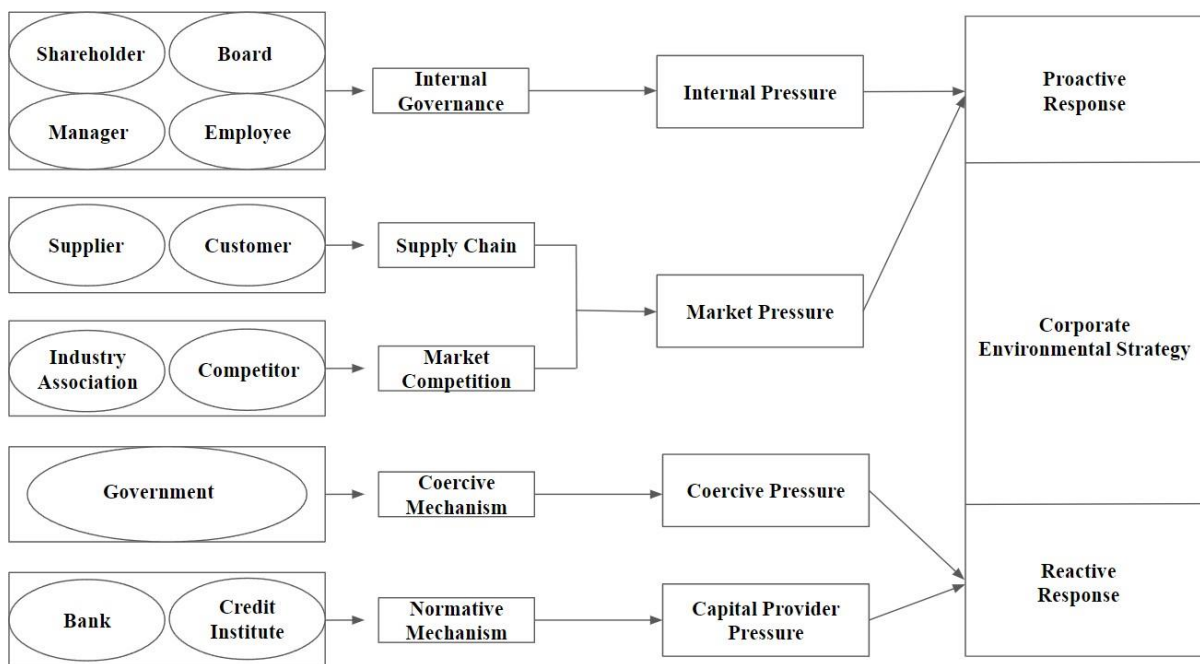 Shareholder
Board
Manager
Employee
Internal
Governance
Internal Pressure
Proactive
Response
Supplier
Customer
Supply Chain
Market Pressure
Industry
Association
Competitor
Market
Competition
Corporate
Environmental Strategy
Government
Coercive
Mechanism
Coercive Pressure
Bank
Credit
Institute
Normative
Mechanism
Capital Provider
Pressure
Reactive
Response